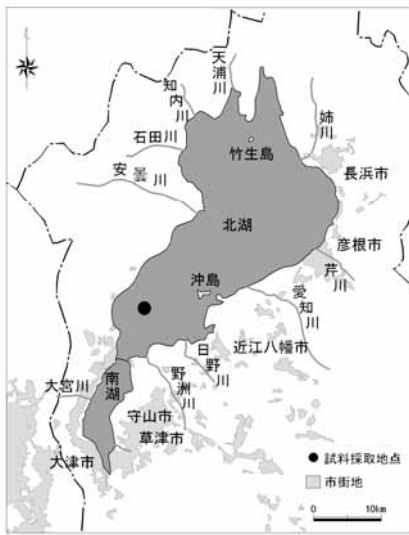 天浦川
知内川
石田川
安曇川
姉川
竹生島
長浜市
北湖
彦根市
芹川
沖島
愛知川
近江八幡市
日野川
野洲川
大宮川
南湖
守山市
草津市
大津市
試料採取地点
市街地
0 10km